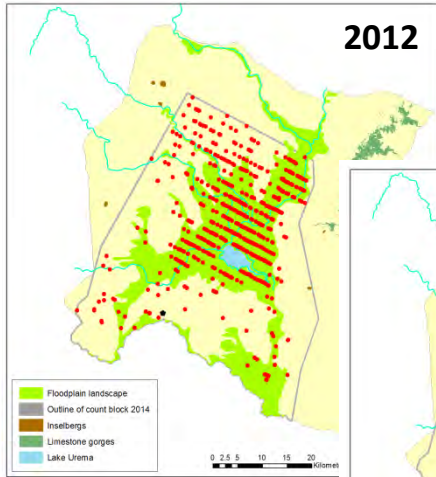 2012
Floodplain landscape
Outline of count block 2014
Inselbergs
Limestone gorges
Lake Urema
0 2.5 5 10 15 20